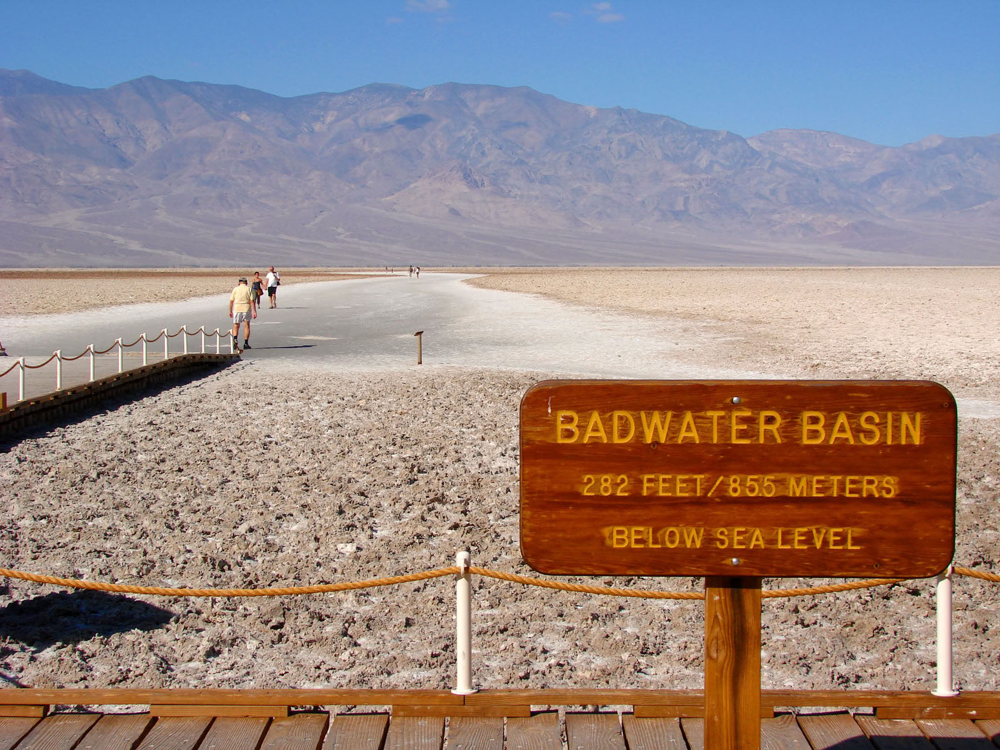 BADWATER BASIN
282 FEET/85.5 METERS
BELOW SEA LEVEL